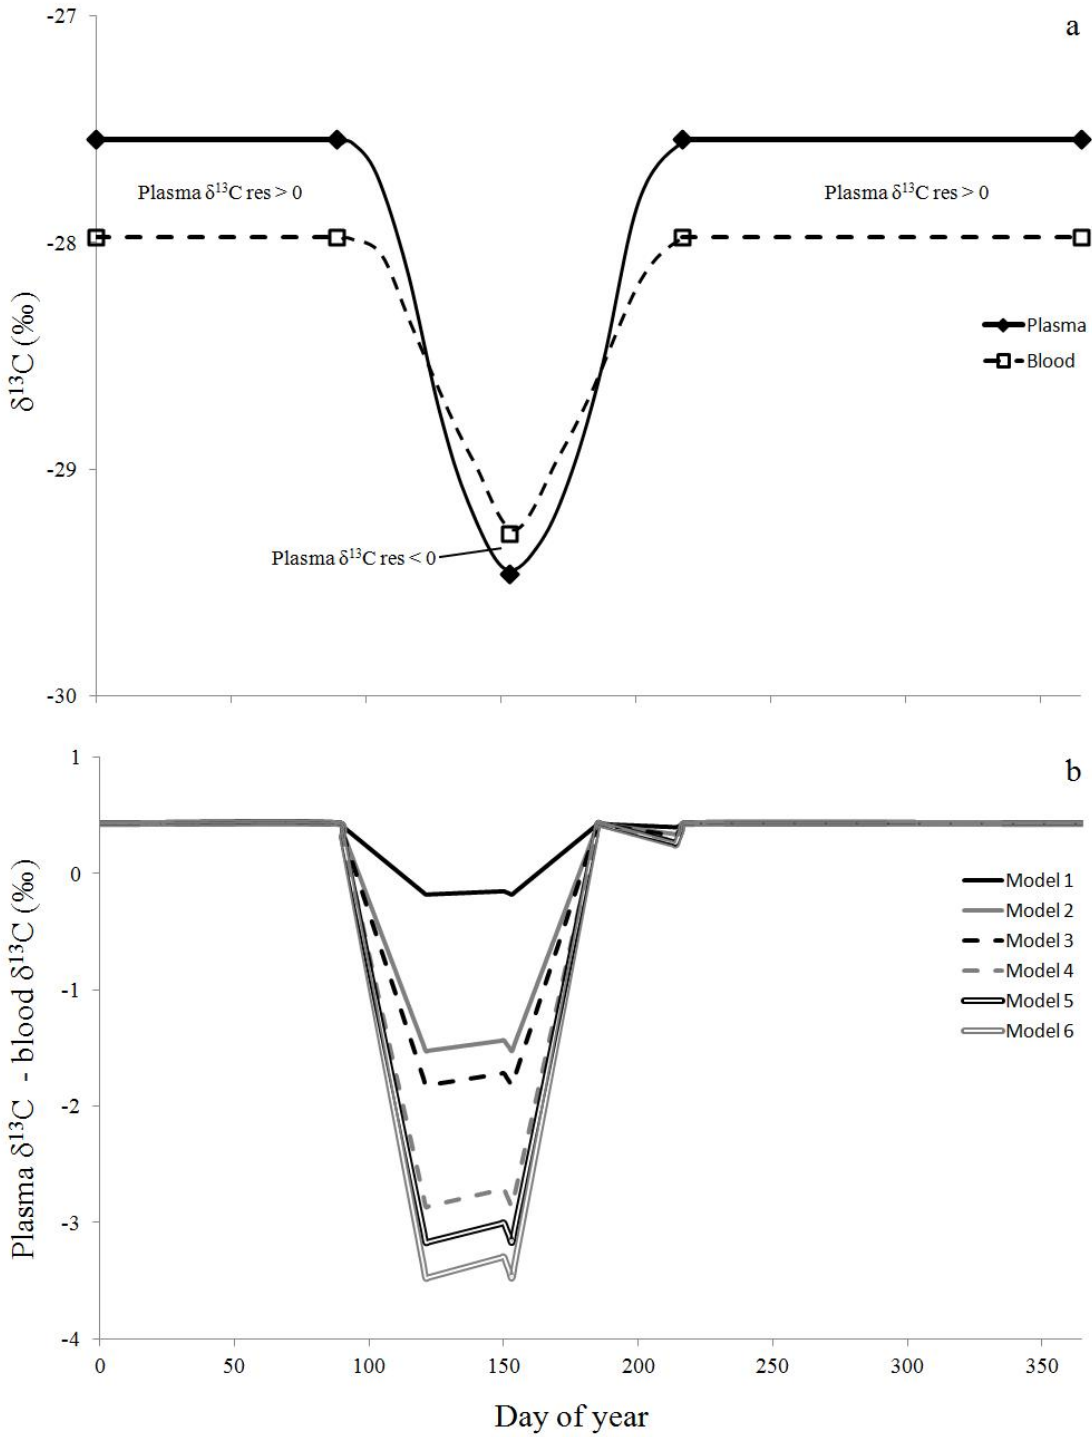 -27
a
Plasma δ¹³C res > 0
Plasma δ¹³C res > 0
-28
δ¹³C (‰)
Plasma
Blood
-29
Plasma δ¹³C res < 0
-30
1
b
0
Model 1
Model 2
-1
Model 3
Model 4
Model 5
Model 6
Plasma δ¹³C - blood δ¹³C (‰)
-2
-3
-4
0 50 100 150 200 250 300 350
Day of year